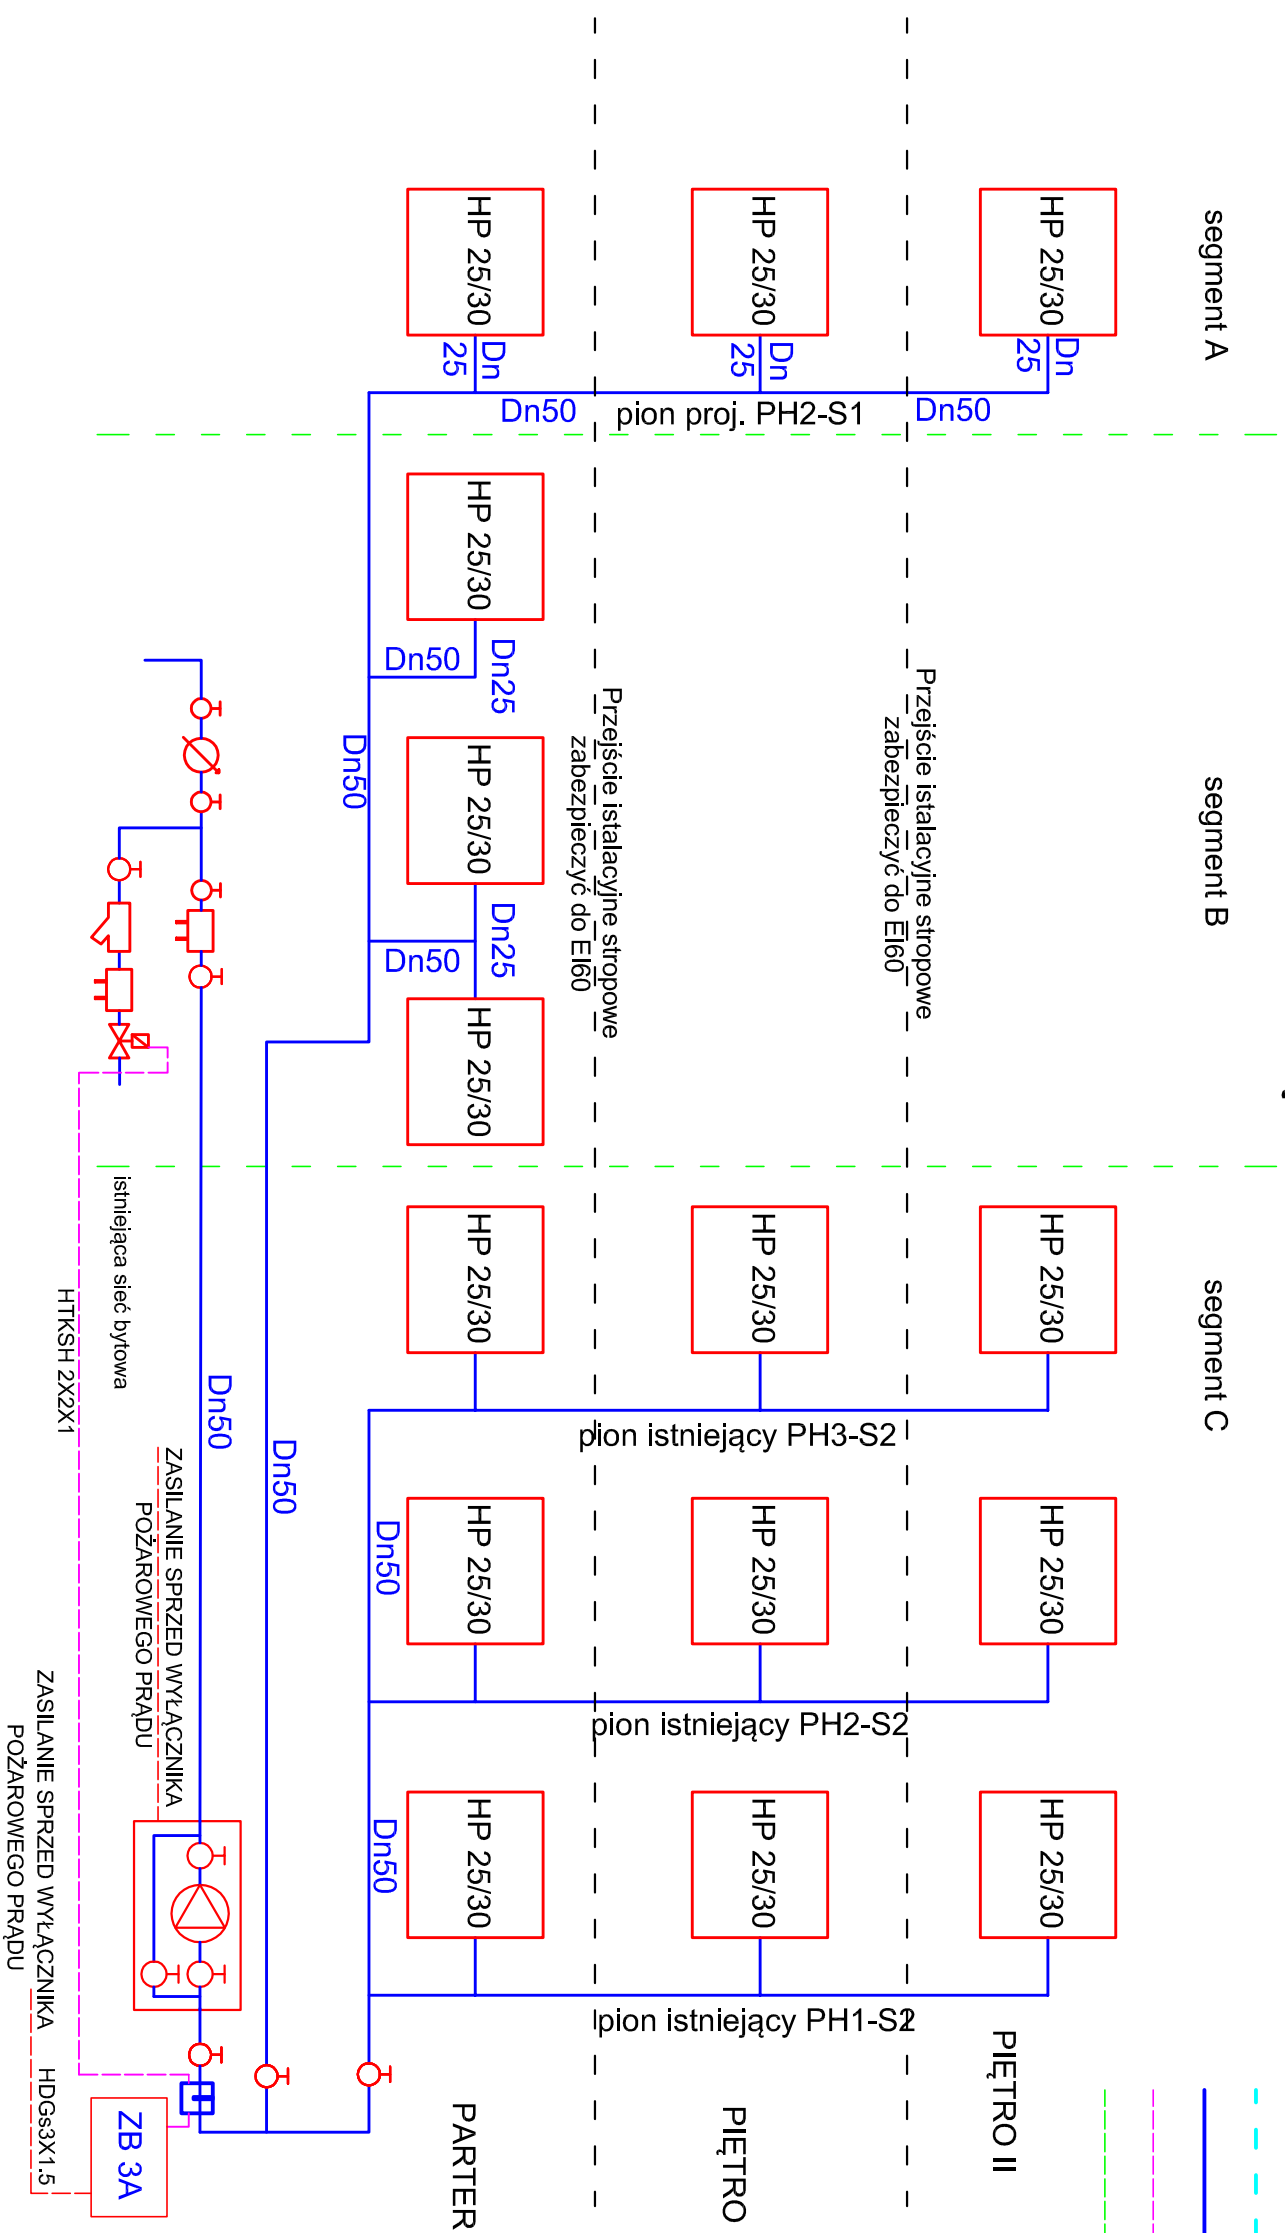 segment A
segment B
segment C
HP 25/30
HP 25/30
HP 25/30
HP 25/30
PIĘTRO II
Dn
25
Dn50
Przejście istalacyjne stropowe
zabezpieczyć do EI60
HP 25/30
HP 25/30
HP 25/30
HP 25/30
PIĘTRO
Dn
25
pion proj. PH2-S1
pion istniejący PH3-S2
pion istniejący PH2-S2
pion istniejący PH1-S2
Przejście istalacyjne stropowe
zabezpieczyć do EI60
HP 25/30
HP 25/30
HP 25/30
HP 25/30
HP 25/30
HP 25/30
HP 25/30
PARTER
Dn
25
Dn50
Dn25
Dn50
Dn25
Dn50
Dn50
Dn50
Dn50
Dn50
Dn50
istniejąca sieć bytowa
ZASILANIE SPRZED WYŁĄCZNIKA
POŻAROWEGO PRĄDU
HTKSH 2X2X1
ZB 3A
ZASILANIE SPRZED WYŁĄCZNIKA
POŻAROWEGO PRĄDU
HDGs3X1.5